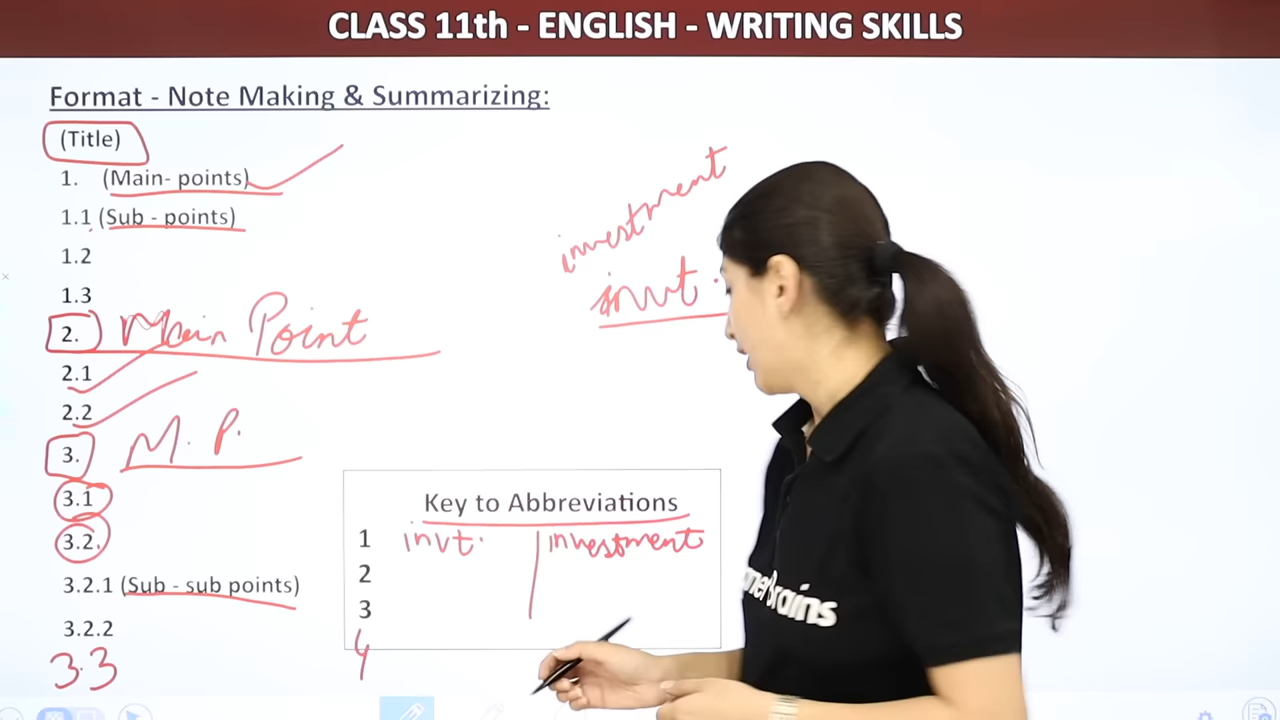 CLASS 11th - ENGLISH - WRITING SKILLS
Format - Note Making & Summarizing:
(Title)
1. (Main- points)
1.1 (Sub - points)
1.2
1.3
2. Main Point
2.1
2.2
3. M. P.
3.1
3.2.
3.2.1 (Sub - sub points)
3.2.2
3.3
investment
invt.
Key to Abbreviations
1 invt. investment
2
3
4
Brains